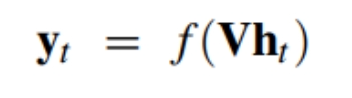 yₜ = f(Vhₜ)